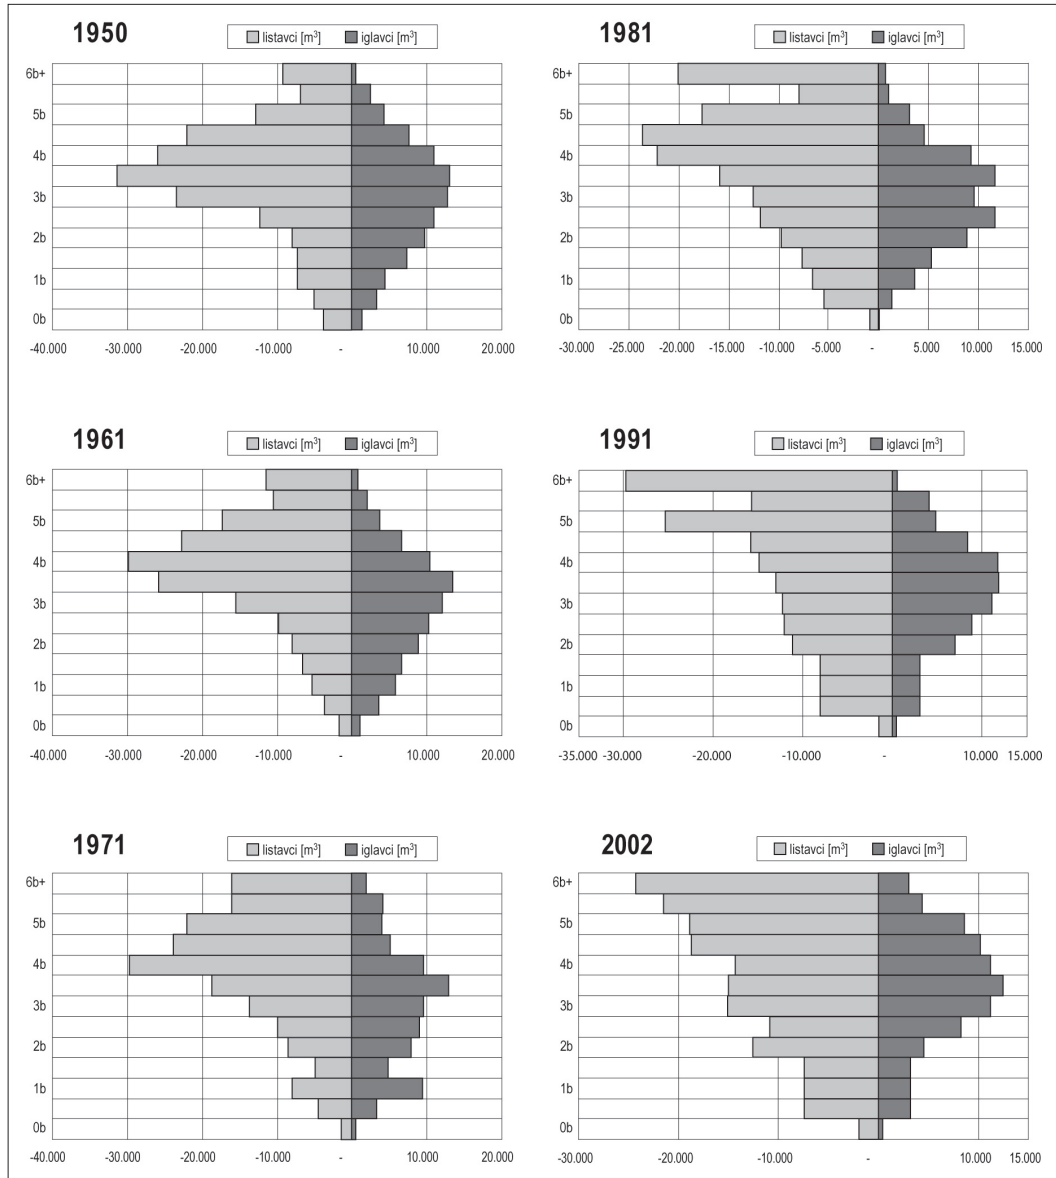 1950
listavci [m³] iglavci [m³]
6b+
5b
4b
3b
2b
1b
0b
-40.000 -30.000 -20.000 -10.000 - 10.000 20.000
1981
listavci [m³] iglavci [m³]
6b+
5b
4b
3b
2b
1b
0b
-30.000 -25.000 -20.000 -15.000 -10.000 -5.000 - 5.000 10.000 15.000
1961
listavci [m³] iglavci [m³]
6b+
5b
4b
3b
2b
1b
0b
-40.000 -30.000 -20.000 -10.000 - 10.000 20.000
1991
listavci [m³] iglavci [m³]
6b+
5b
4b
3b
2b
1b
0b
-35.000 -30.000 -20.000 -10.000 - 10.000 15.000
1971
listavci [m³] iglavci [m³]
6b+
5b
4b
3b
2b
1b
0b
-40.000 -30.000 -20.000 -10.000 - 10.000 20.000
2002
listavci [m³] iglavci [m³]
6b+
5b
4b
3b
2b
1b
0b
-30.000 -20.000 -10.000 - 10.000 15.000